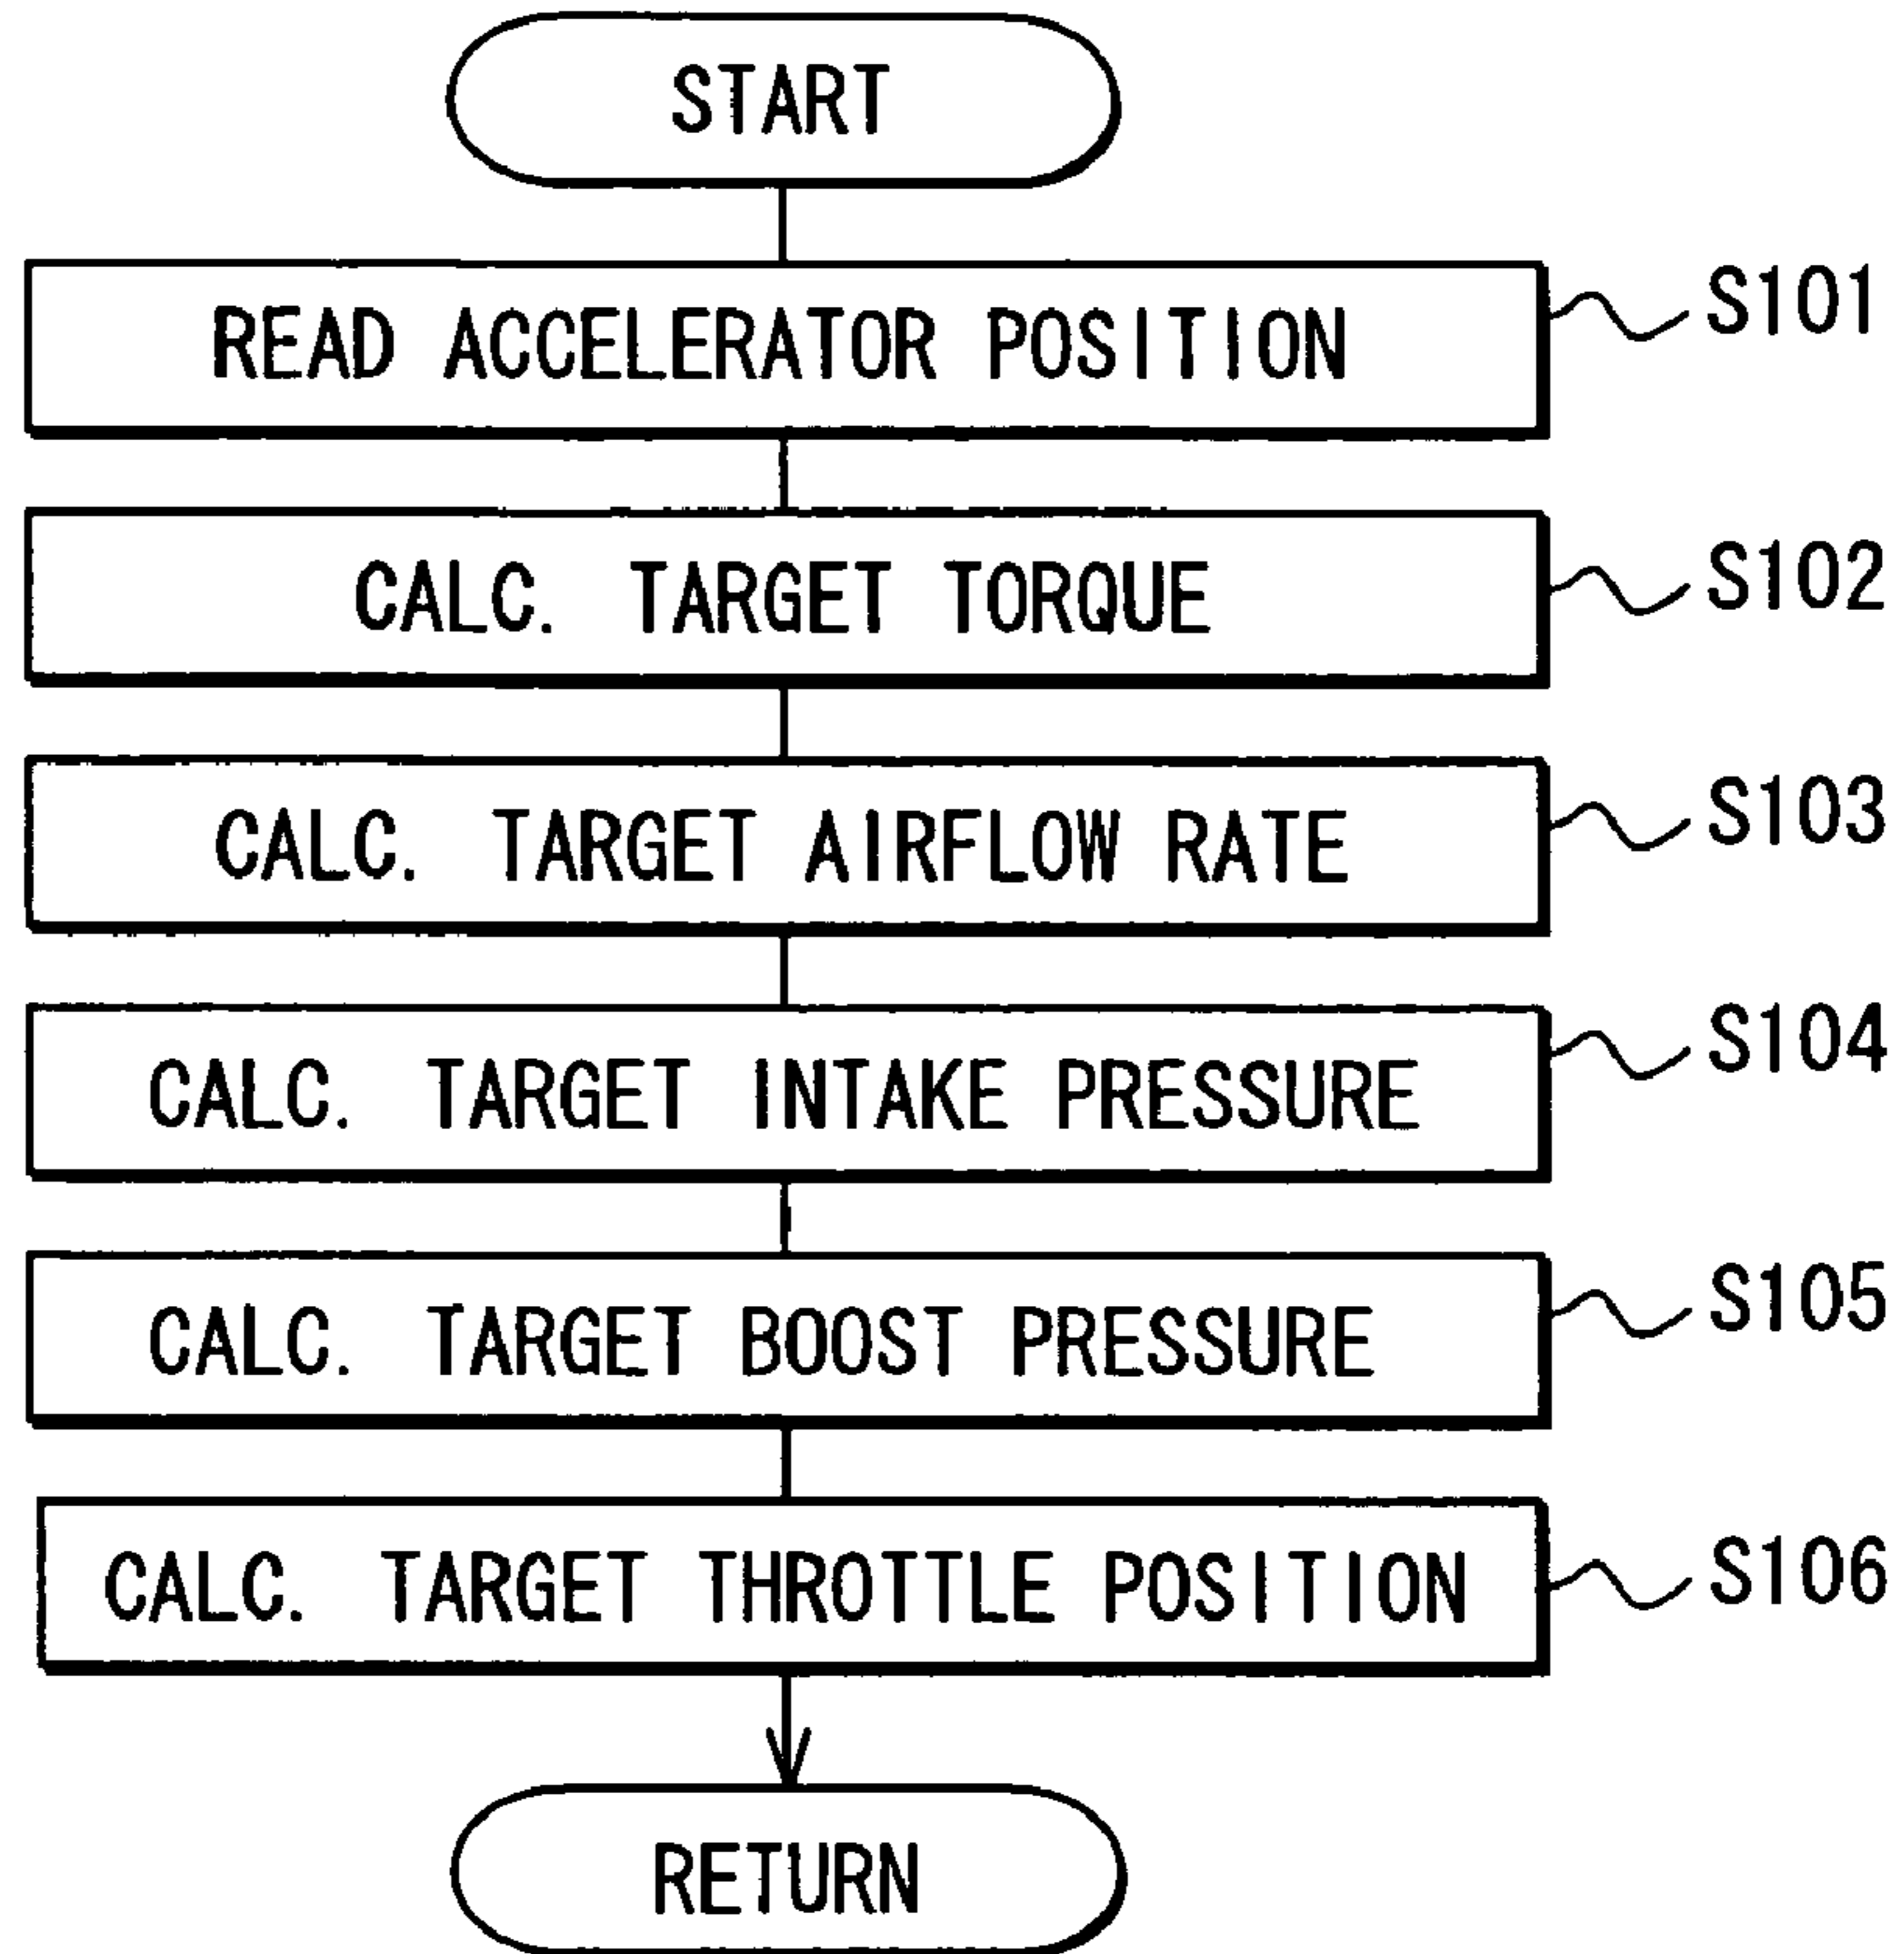 START
READ ACCELERATOR POSITION
S101
CALC. TARGET TORQUE
S102
CALC. TARGET AIRFLOW RATE
S103
CALC. TARGET INTAKE PRESSURE
S104
CALC. TARGET BOOST PRESSURE
S105
CALC. TARGET THROTTLE POSITION
S106
RETURN